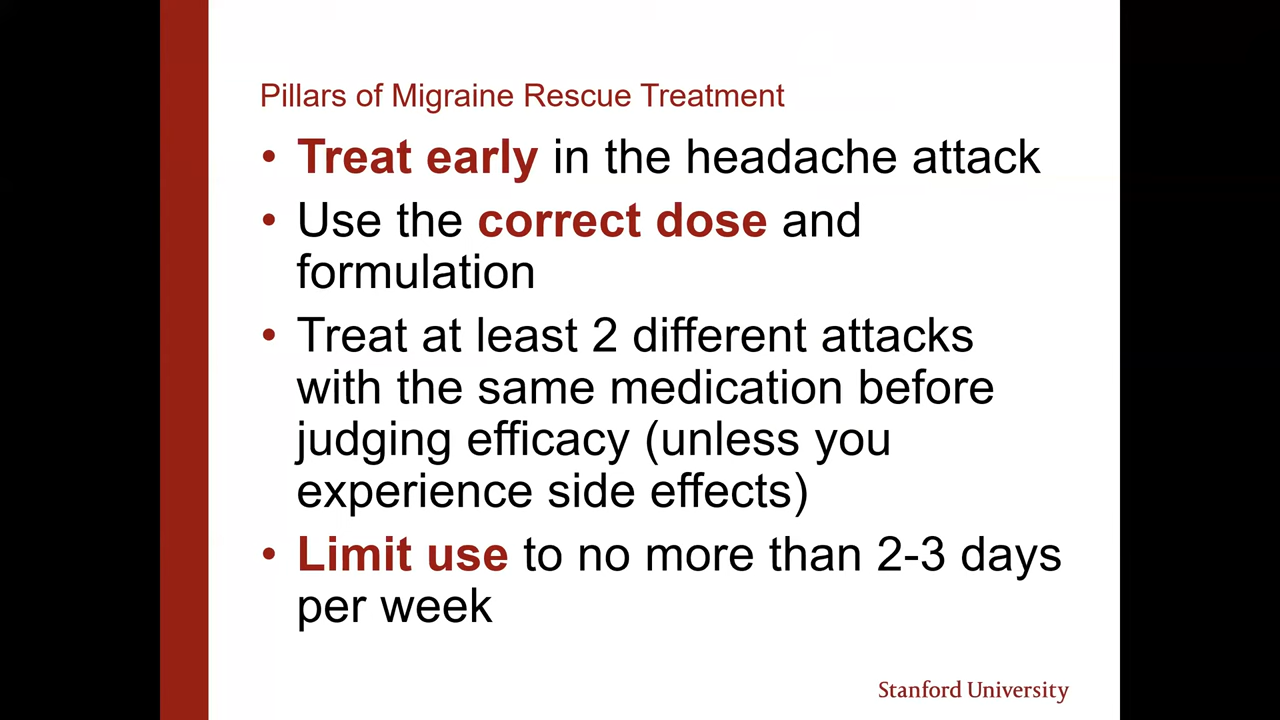 Pillars of Migraine Rescue Treatment
• Treat early in the headache attack
• Use the correct dose and
formulation
• Treat at least 2 different attacks
with the same medication before
judging efficacy (unless you
experience side effects)
• Limit use to no more than 2-3 days
per week
Stanford University